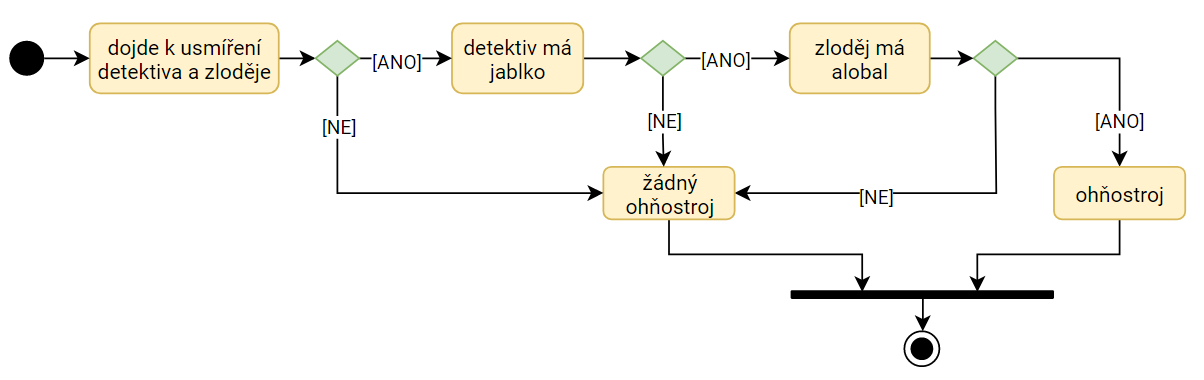 dojde k usmíření
detektiva a zloděje
[ANO]
detektiv má
jablko
[ANO]
zloděj má
alobal
[NE]
[NE]
[ANO]
žádný
ohňostroj
[NE]
ohňostroj